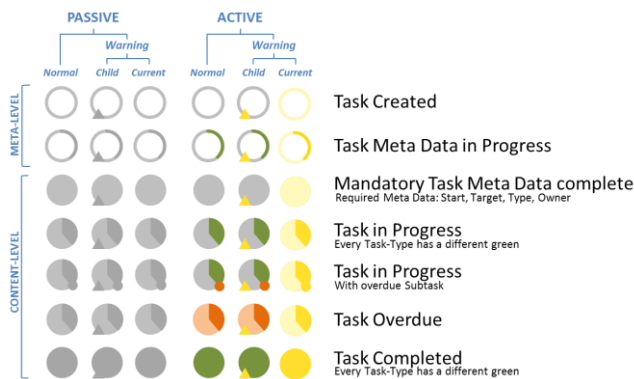 PASSIVE ACTIVE
Warning Warning
Normal Child Current Normal Child Current
META-LEVEL
Task Created
Task Meta Data in Progress
CONTENT-LEVEL
Mandatory Task Meta Data complete
Required Meta Data: Start, Target, Type, Owner
Task in Progress
Every Task-Type has a different green
Task in Progress
With overdue Subtask
Task Overdue
Task Completed
Every Task-Type has a different green